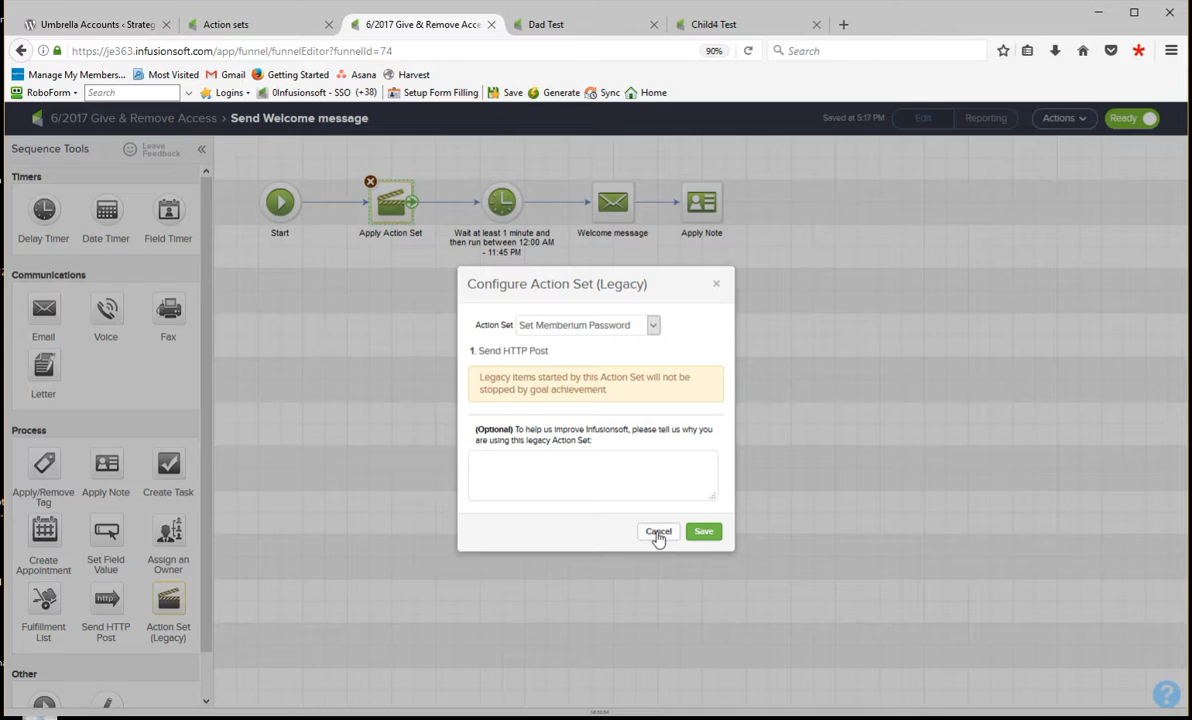 Umbrella Accounts ‹ Strateg
Action sets
6/2017 Give & Remove Acce
Dad Test
Child4 Test
https://je363.infusionsoft.com/app/funnel/funnelEditor?funnelId=74
90%
Search
Manage My Members...
Most Visited
Gmail
Getting Started
Asana
Harvest
RoboForm
Search
Logins
0Infusionsoft - SSO (+38)
Setup Form Filling
Save
Generate
Sync
Home
6/2017 Give & Remove Access › Send Welcome message
Saved at 5:17 PM
Edit
Reporting
Actions
Ready
Sequence Tools
Leave
Feedback
Timers
Delay Timer
Date Timer
Field Timer
Communications
Email
Voice
Fax
Letter
Process
Apply/Remove
Tag
Apply Note
Create Task
Create
Appointment
Set Field
Value
Assign an
Owner
Fulfillment
List
http
Send HTTP
Post
Action Set
(Legacy)
Other
Start
Apply Action Set
Wait at least 1 minute and
then run between 12:00 AM
- 11:45 PM
Welcome message
Apply Note
Configure Action Set (Legacy)
Action Set
Set Memberium Password
1. Send HTTP Post
Legacy items started by this Action Set will not be
stopped by goal achievement.
(Optional) To help us improve Infusionsoft, please tell us why you
are using this legacy Action Set:
Cancel
Save